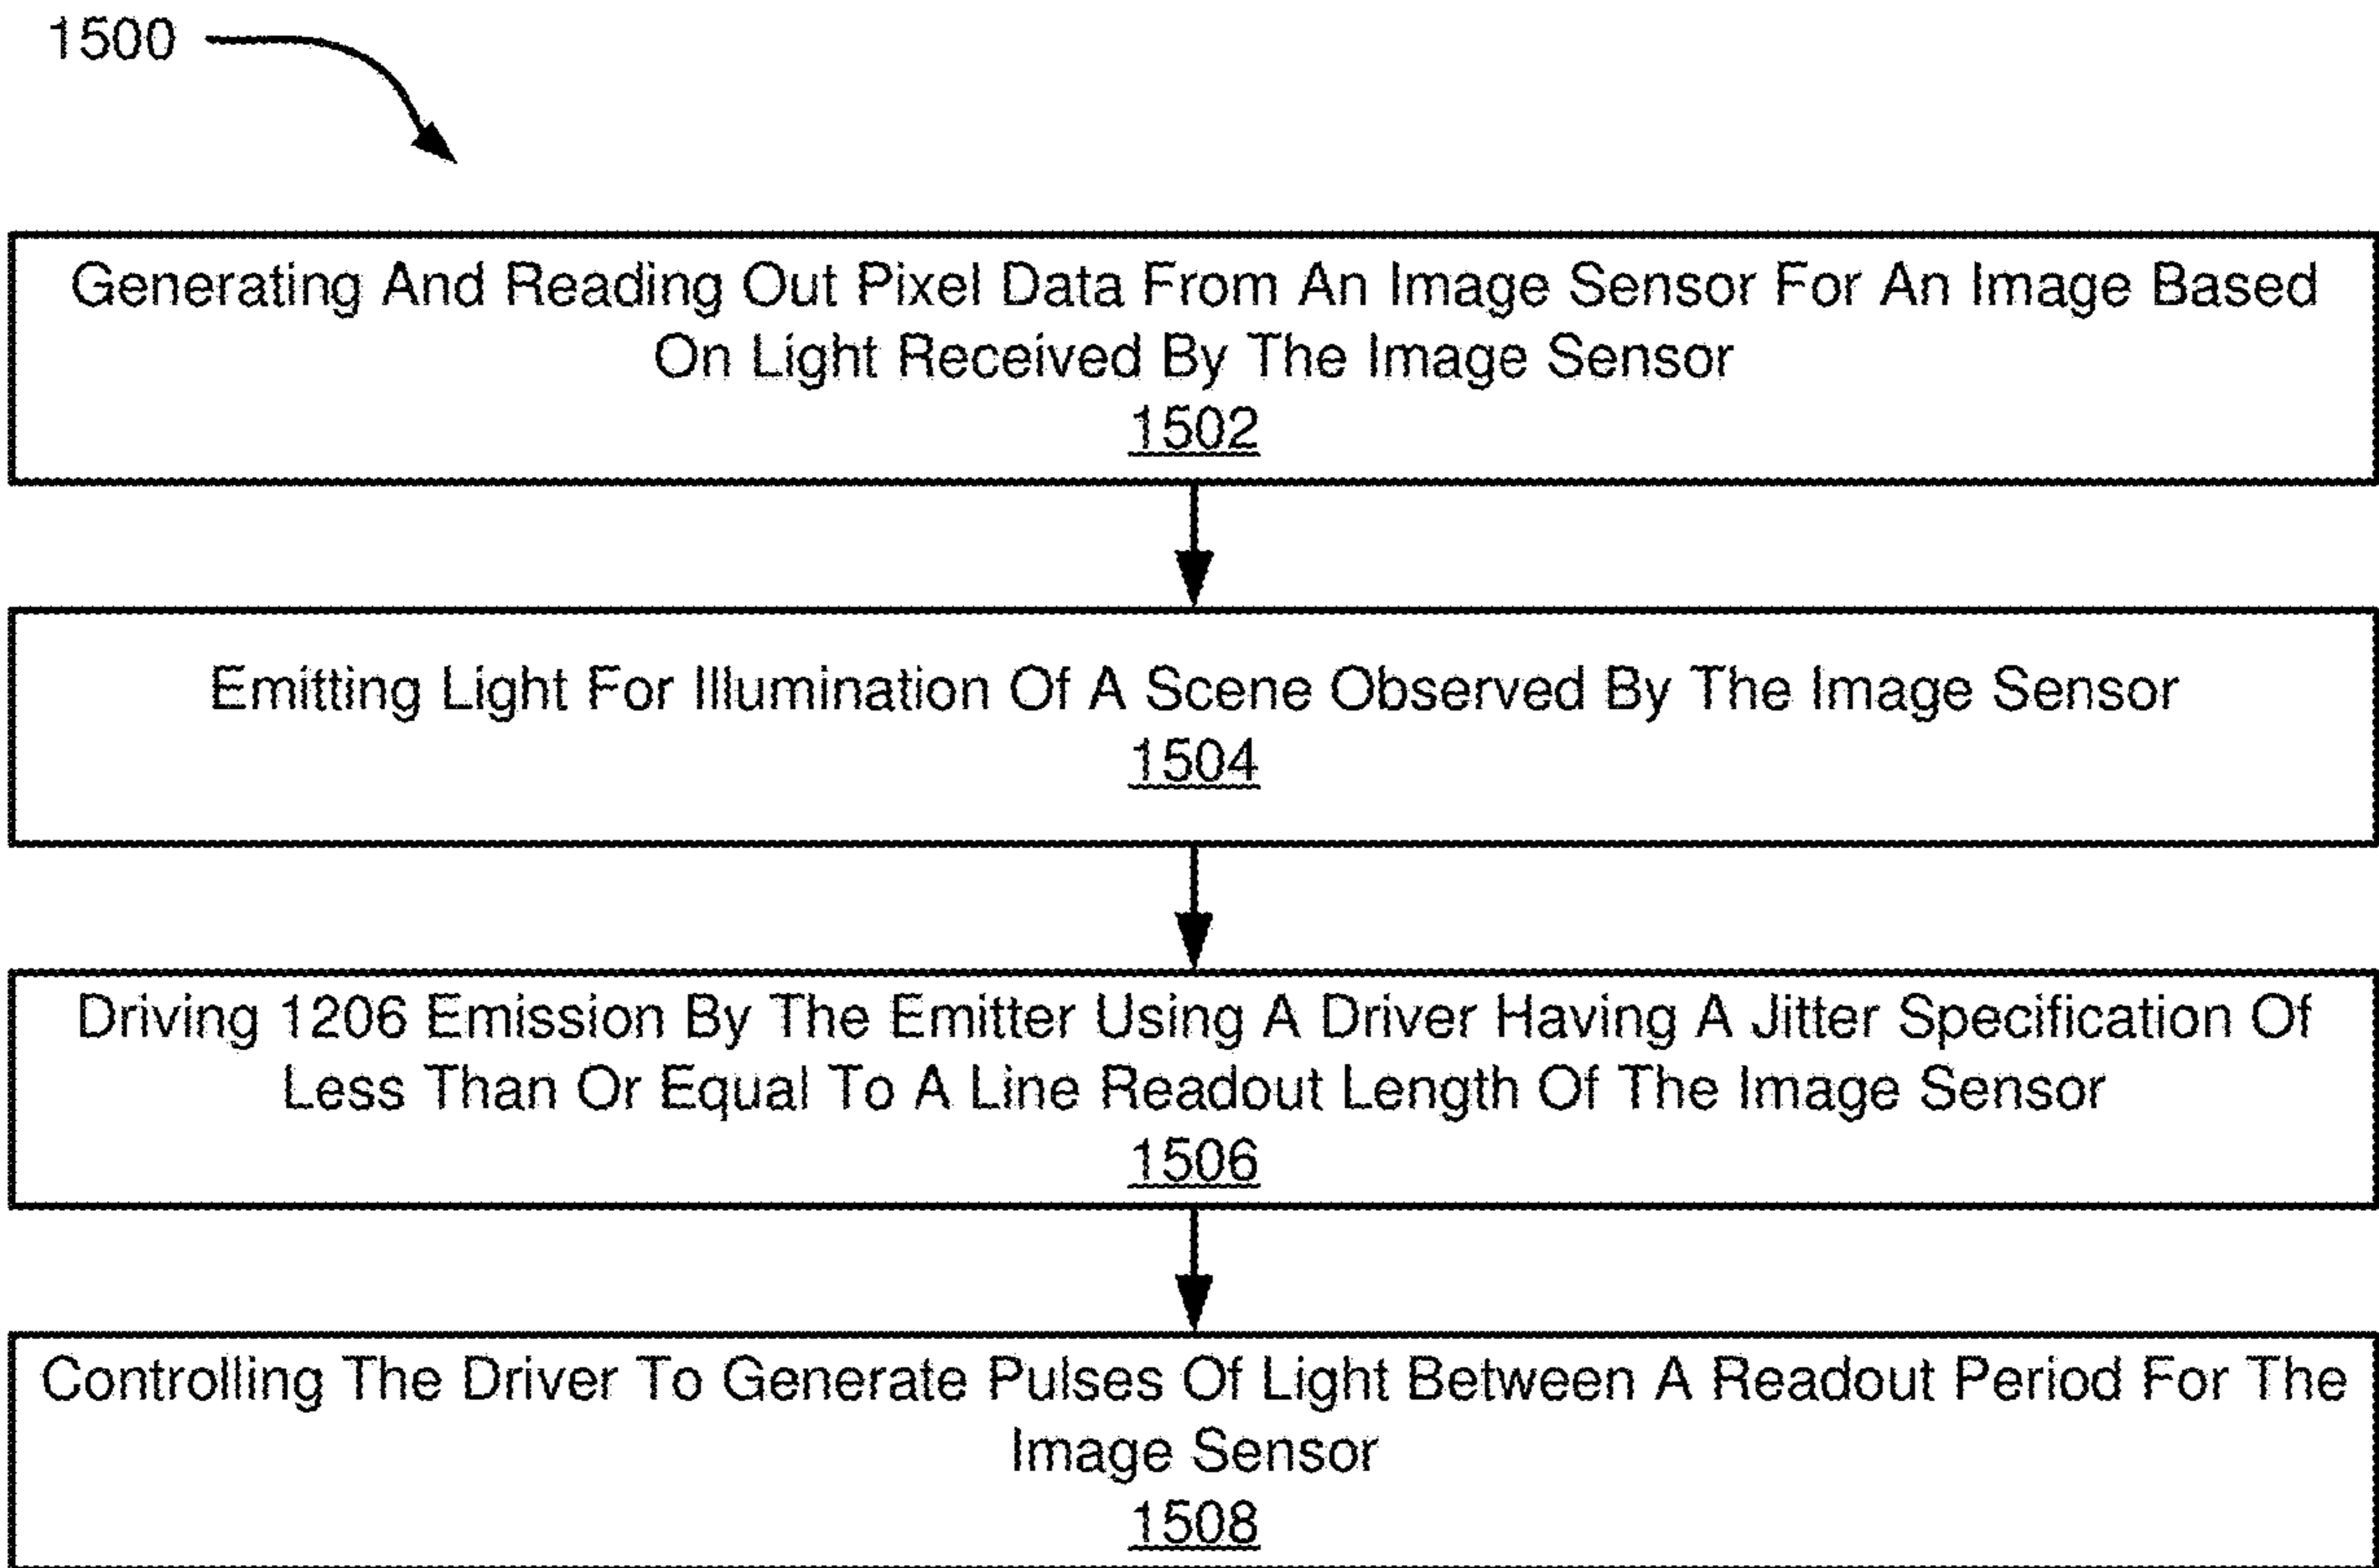 1500
Generating And Reading Out Pixel Data From An Image Sensor For An Image Based
On Light Received By The Image Sensor
1502
Emitting Light For Illumination Of A Scene Observed By The Image Sensor
1504
Driving 1206 Emission By The Emitter Using A Driver Having A Jitter Specification Of
Less Than Or Equal To A Line Readout Length Of The Image Sensor
1506
Controlling The Driver To Generate Pulses Of Light Between A Readout Period For The
Image Sensor
1508